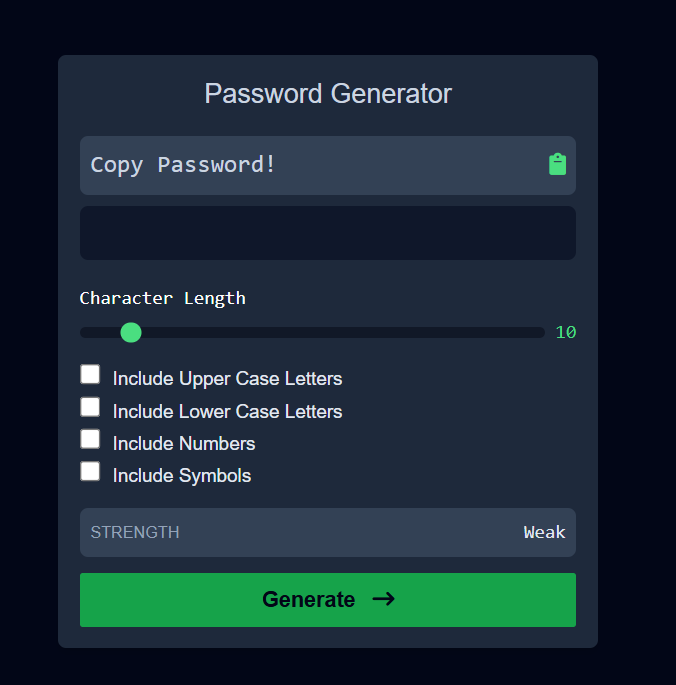 Password Generator
Copy Password!
Character Length
10
Include Upper Case Letters
Include Lower Case Letters
Include Numbers
Include Symbols
STRENGTH Weak
Generate →